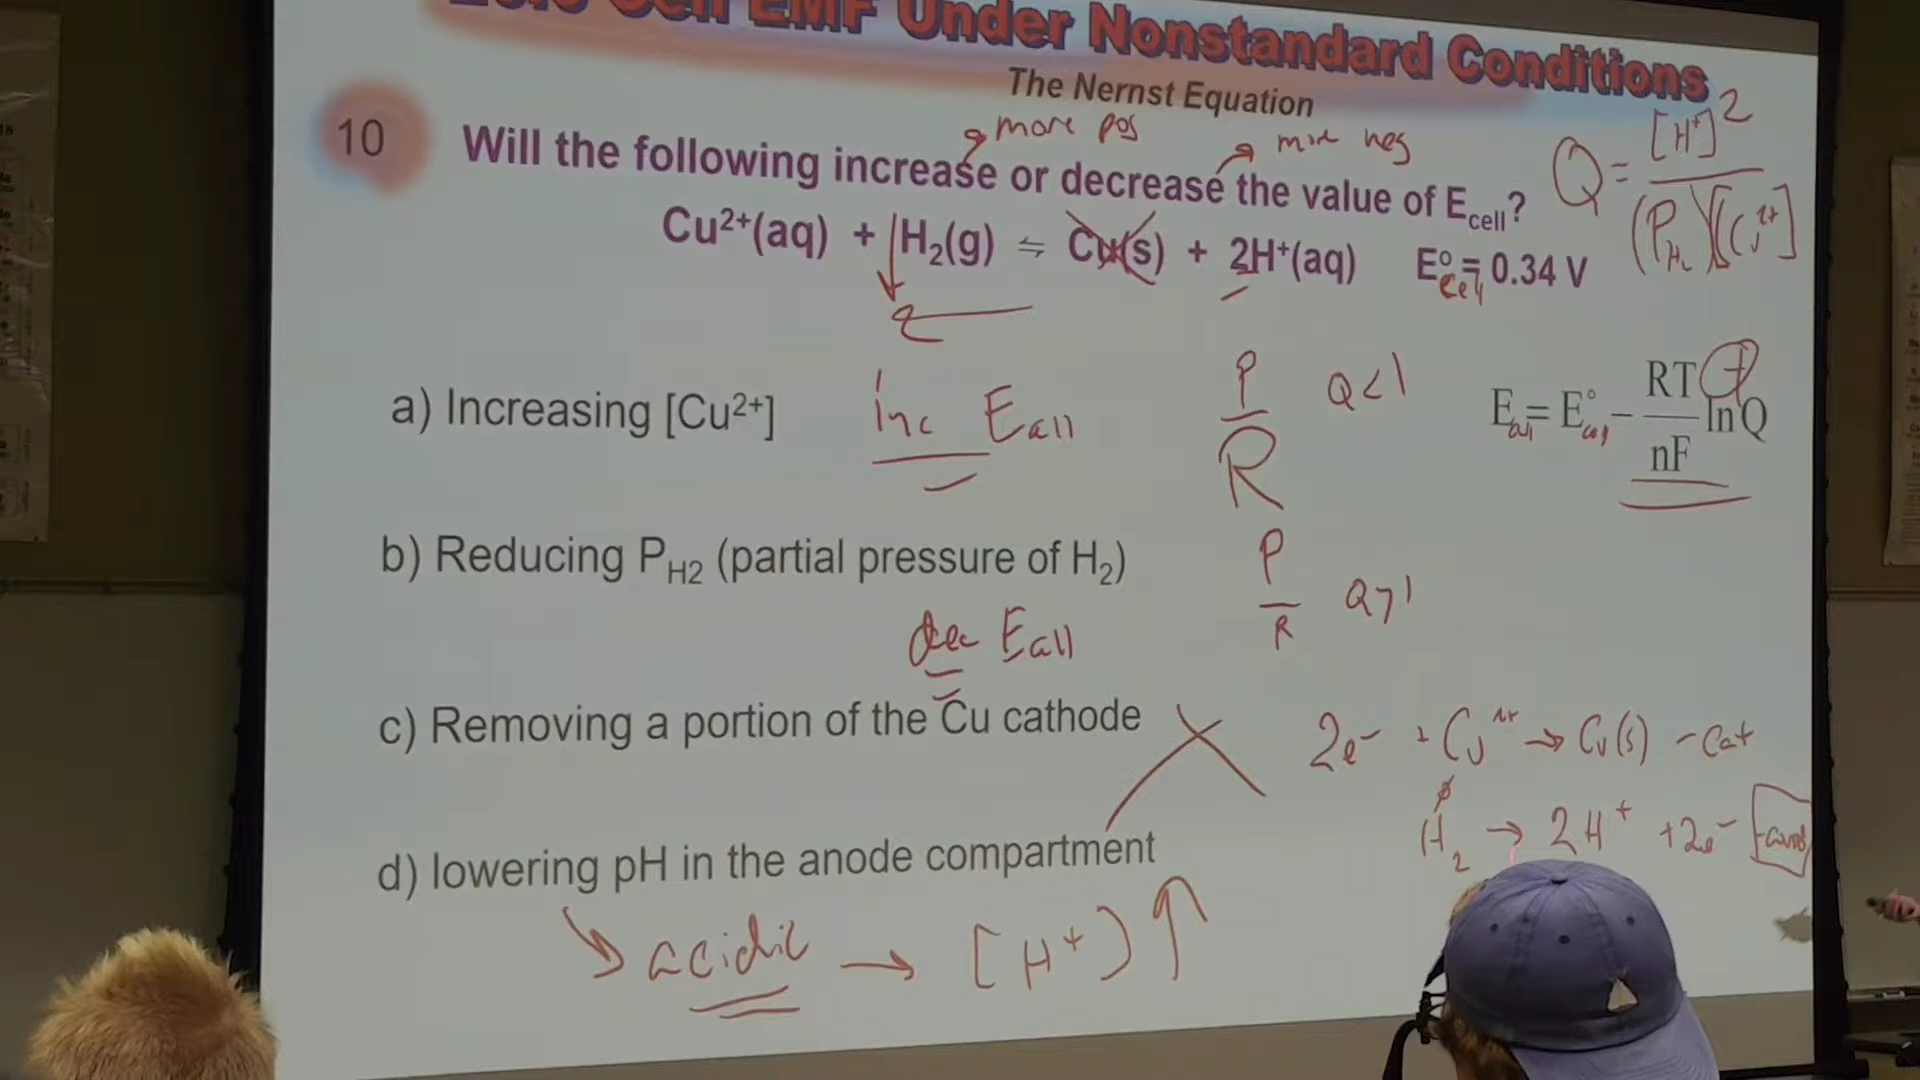 Cell EMF Under Nonstandard Conditions
The Nernst Equation
more pos
more neg
10 Will the following increase or decrease the value of Ecell?
Cu²⁺(aq) + H₂(g) ⇋ Cu(s) + 2H⁺(aq) E°cell = 0.34 V
Q = [H⁺]² / (P_H₂)[Cu²⁺]
a) Increasing [Cu²⁺] inc Ecell
P / R Q<1
Ecell = E°cell − RT/nF lnQ
+
b) Reducing P_H2 (partial pressure of H₂)
dec Ecell
P / R Q>1
c) Removing a portion of the Cu cathode
2e⁻ + Cu²⁺ → Cu(s) - Cat
H₂ → 2H⁺ + 2e⁻
d) lowering pH in the anode compartment
↘ acidic → [H⁺] ↑